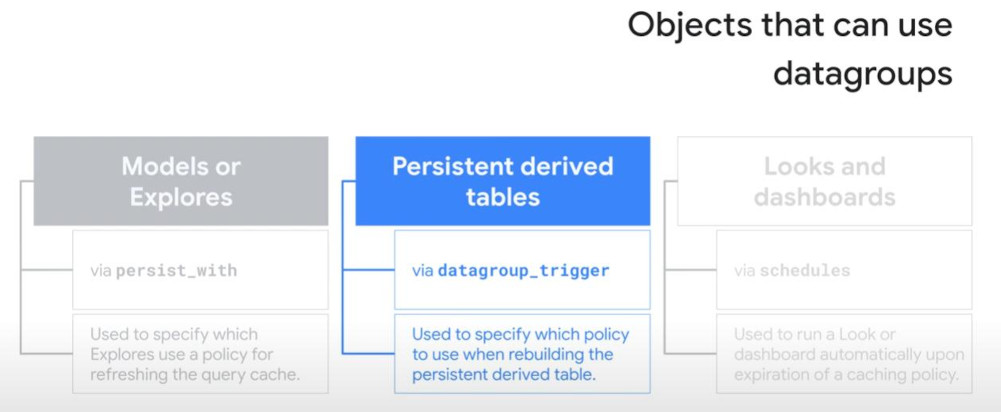 Objects that can use
datagroups
Models or
Explores
via persist_with
Used to specify which
Explores use a policy for
refreshing the query cache.
Persistent derived
tables
via datagroup_trigger
Used to specify which policy
to use when rebuilding the
persistent derived table.
Looks and
dashboards
via schedules
Used to run a Look or
dashboard automatically upon
expiration of a caching policy.